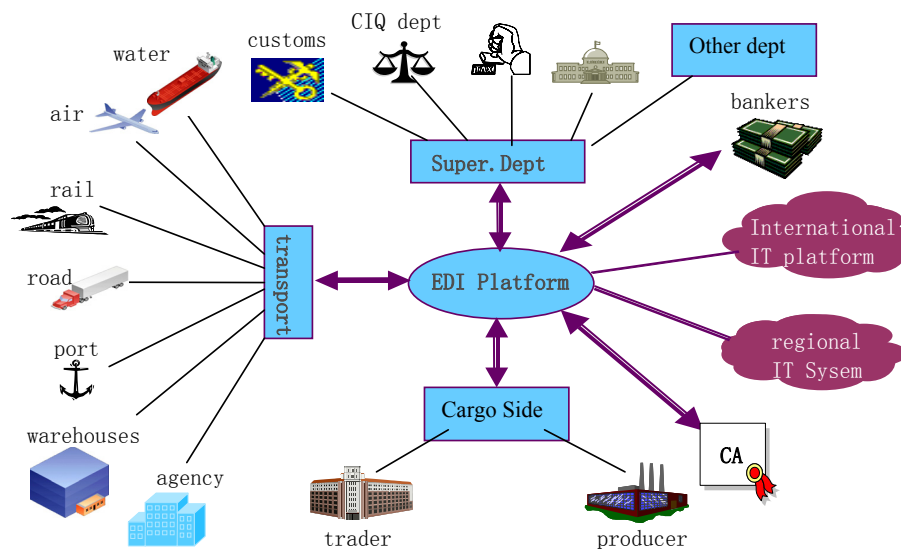 CIQ dept
water
customs
Other dept
air
bankers
Super.Dept
rail
International
IT platform
transport
EDI Platform
road
port
regional
IT Sysem
Cargo Side
warehouses
CA
agency
trader
producer